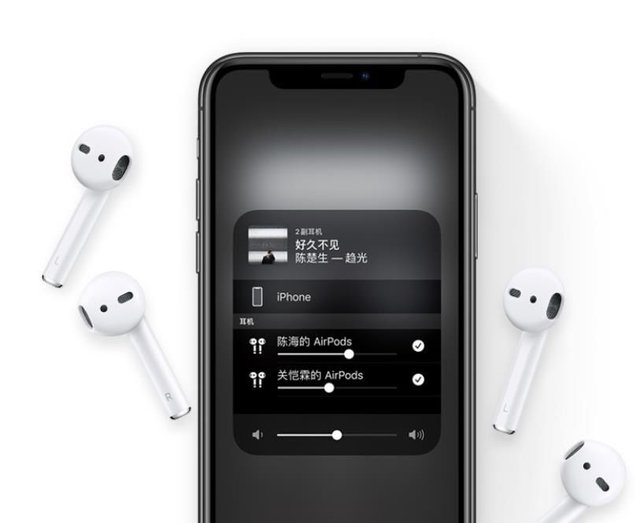 2 副耳机
好久不见
陈楚生 — 趋光
iPhone
耳机
陈海的 AirPods
关恺霖的 AirPods
L
R
L